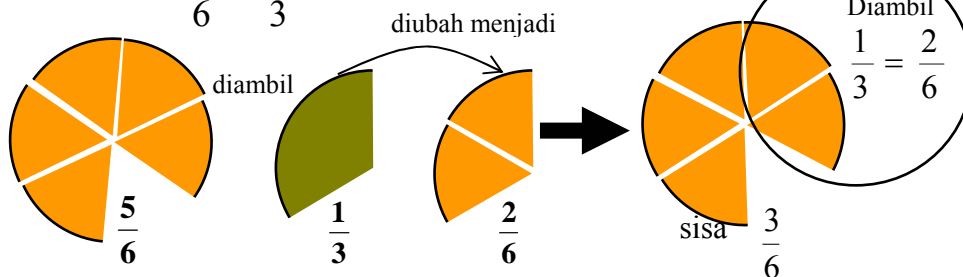 6 3
diubah menjadi
Diambil
1/3 = 2/6
diambil
5/6
1/3
2/6
sisa 3/6